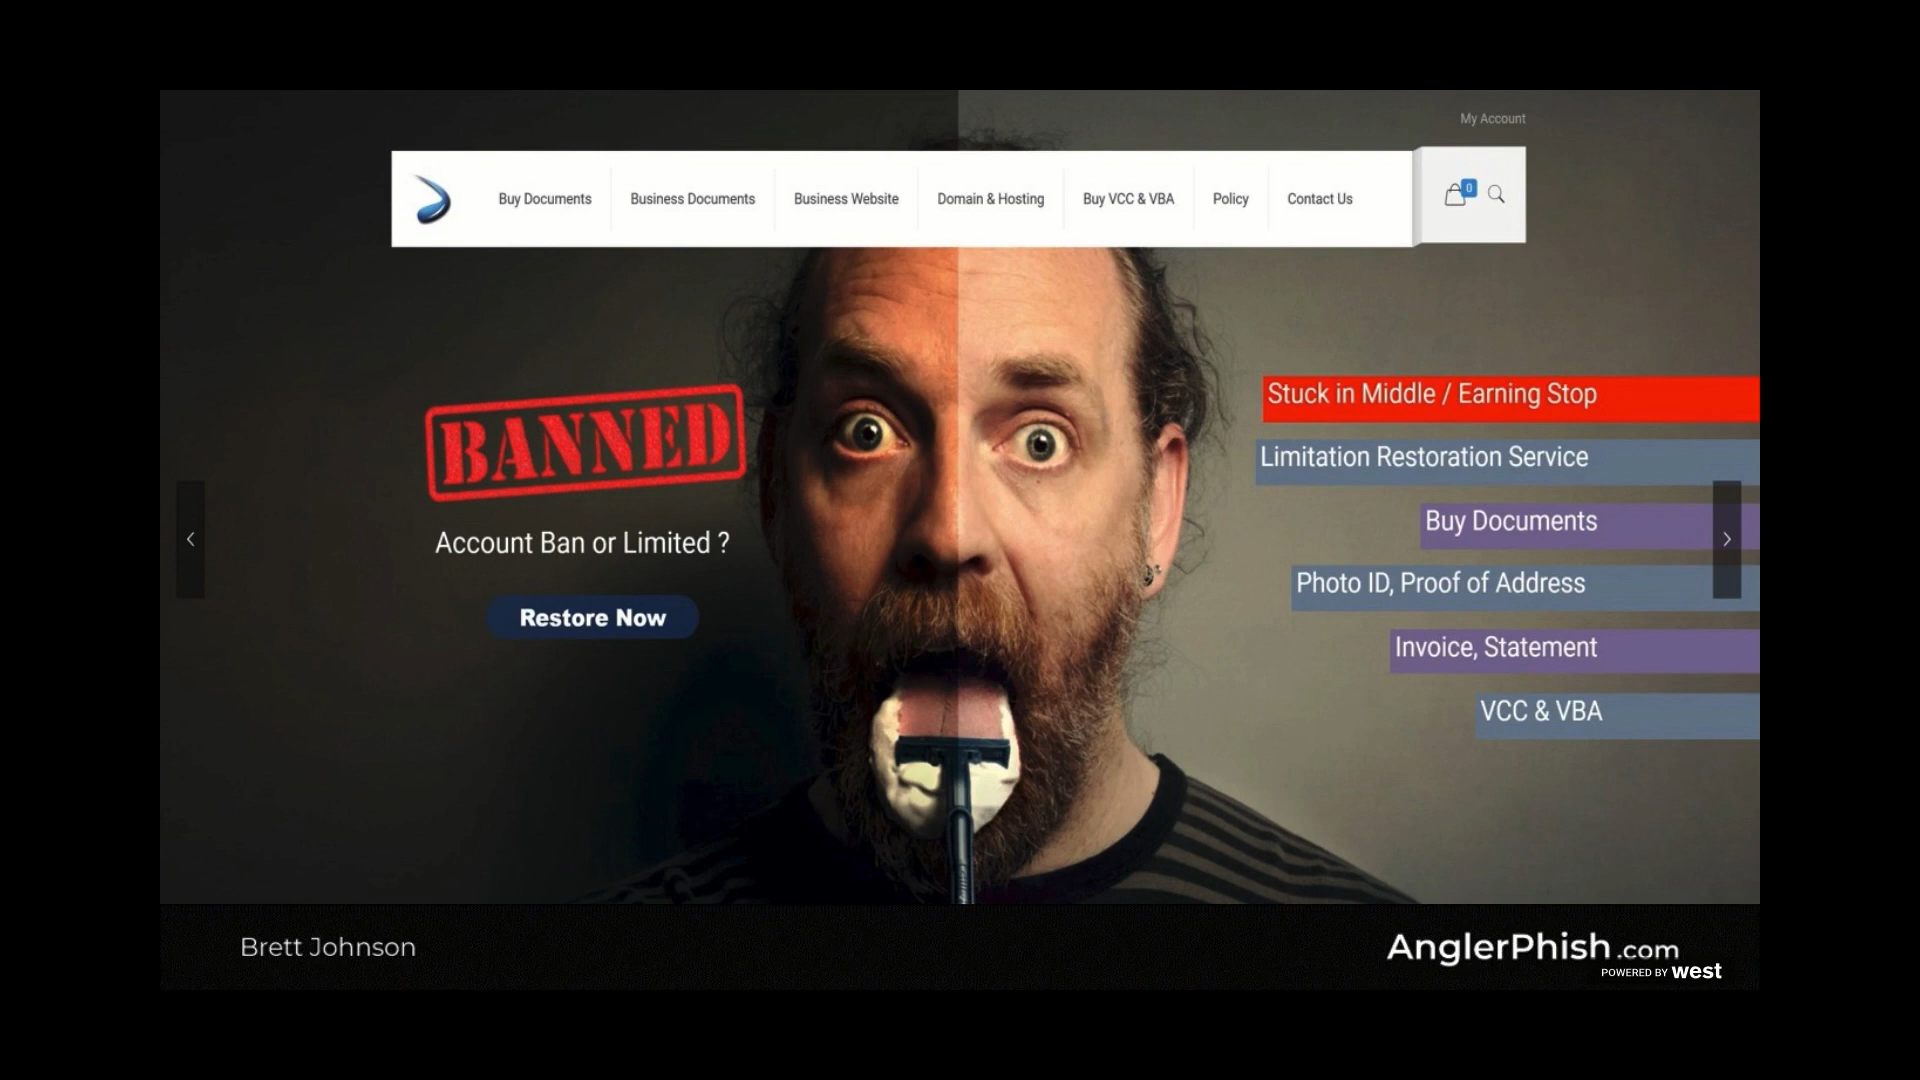 My Account
Buy Documents
Business Documents
Business Website
Domain & Hosting
Buy VCC & VBA
Policy
Contact Us
0
BANNED
Account Ban or Limited ?
Restore Now
Stuck in Middle / Earning Stop
Limitation Restoration Service
Buy Documents
Photo ID, Proof of Address
Invoice, Statement
VCC & VBA
Brett Johnson
AnglerPhish.com
POWERED BY west